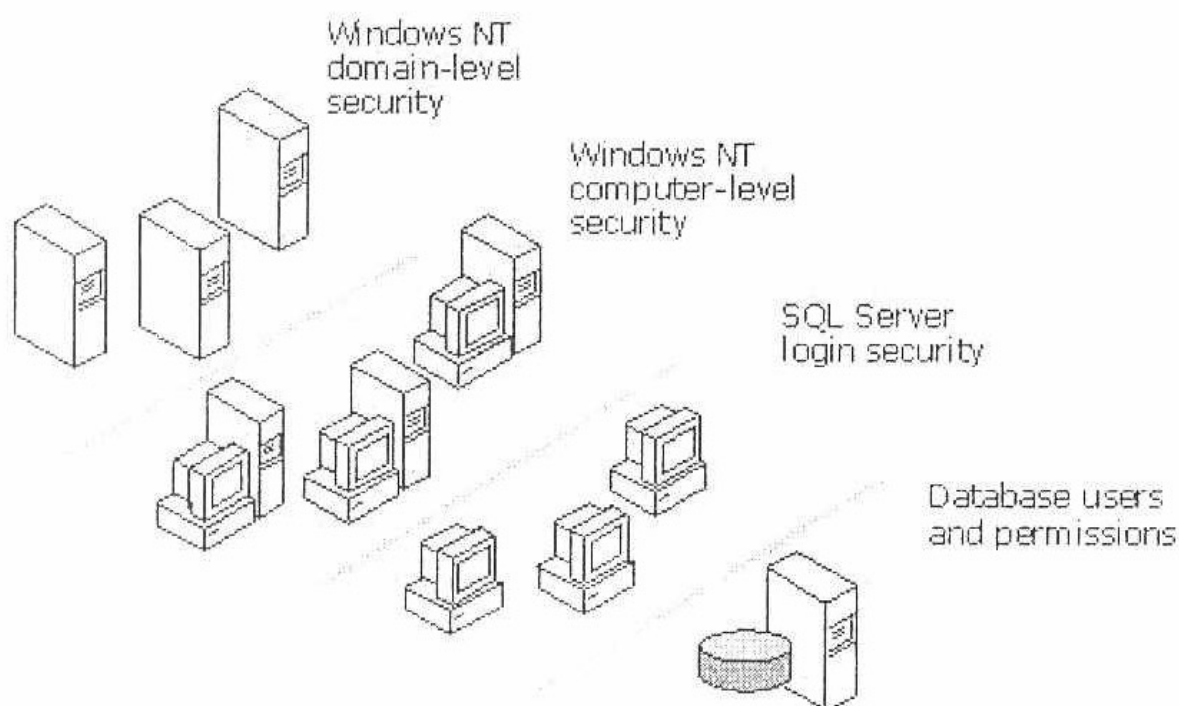 Windows NT
domain-level
security
Windows NT
computer-level
security
SQL Server
login security
Database users
and permissions